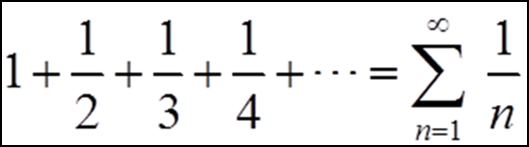 1 + 1/2 + 1/3 + 1/4 + ⋯ = ∑_{n=1}^{∞} 1/n